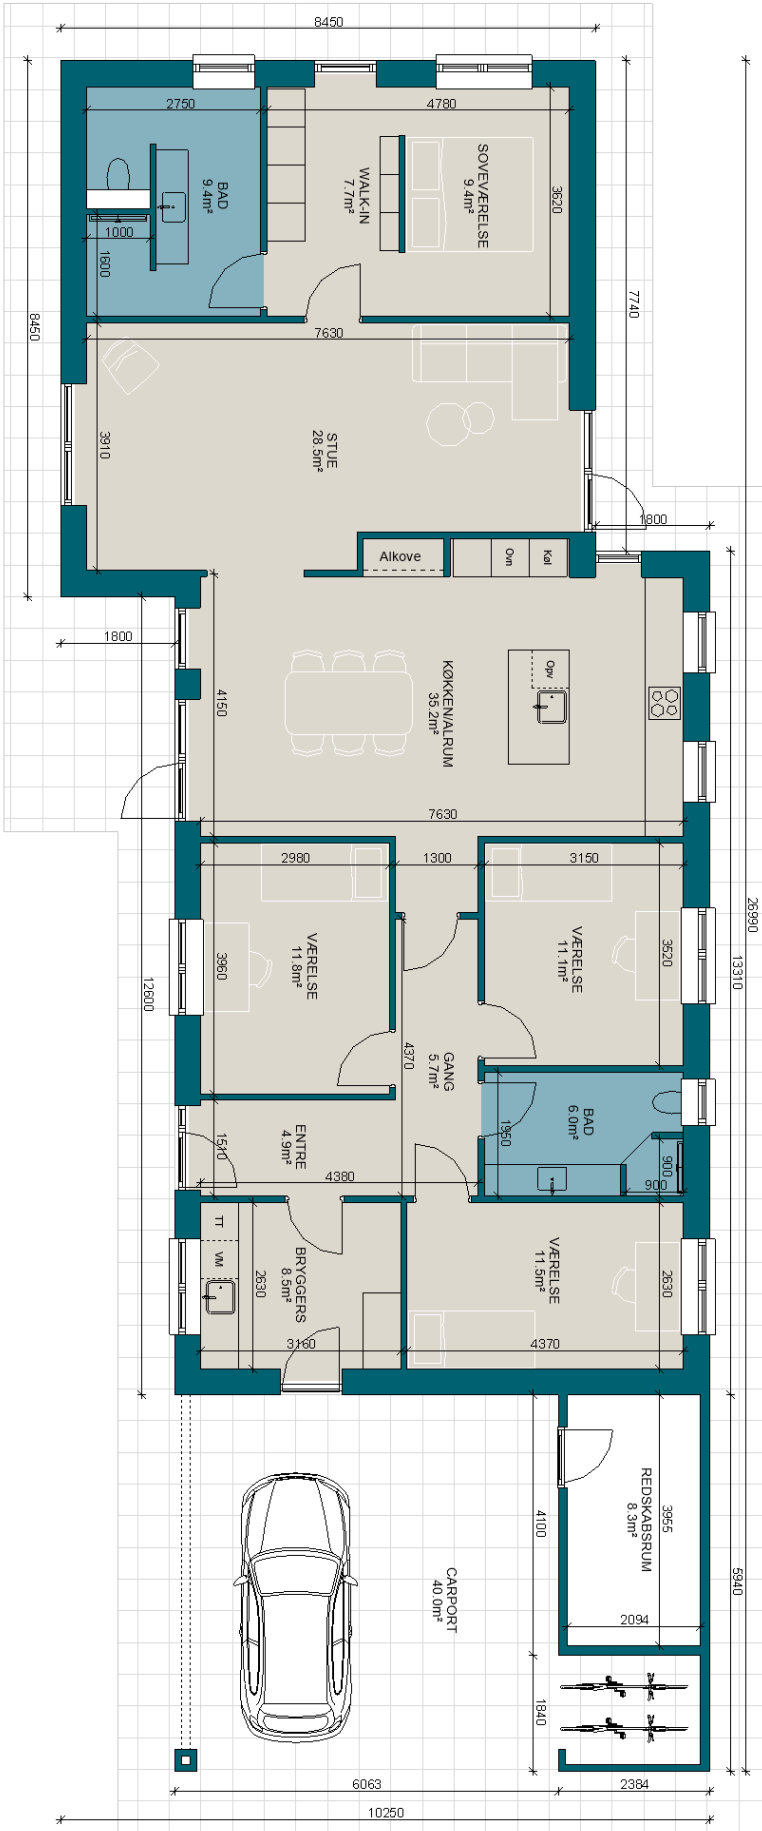 8450
2750
4780
BAD
9.4m²
WALK-IN
7.7m²
SOVEVÆRELSE
9.4m²
3620
1000
1600
7740
8450
7630
3910
STUE
28.5m²
1800
Alkove
Ovn
Køl
1800
4150
KØKKEN/ALRUM
35.2m²
Opv
7630
2980
1300
3150
26990
13310
12600
VÆRELSE
11.8m²
3960
VÆRELSE
11.1m²
3520
4370
GANG
5.7m²
BAD
6.0m²
1950
900
900
1510
ENTRE
4.9m²
4380
TT
VM
2630
BRYGGERS
8.5m²
3160
VÆRELSE
11.5m²
2630
4370
4100
REDSKABSRUM
8.3m²
3955
5940
CARPORT
40.0m²
2094
1840
6063
2384
10250